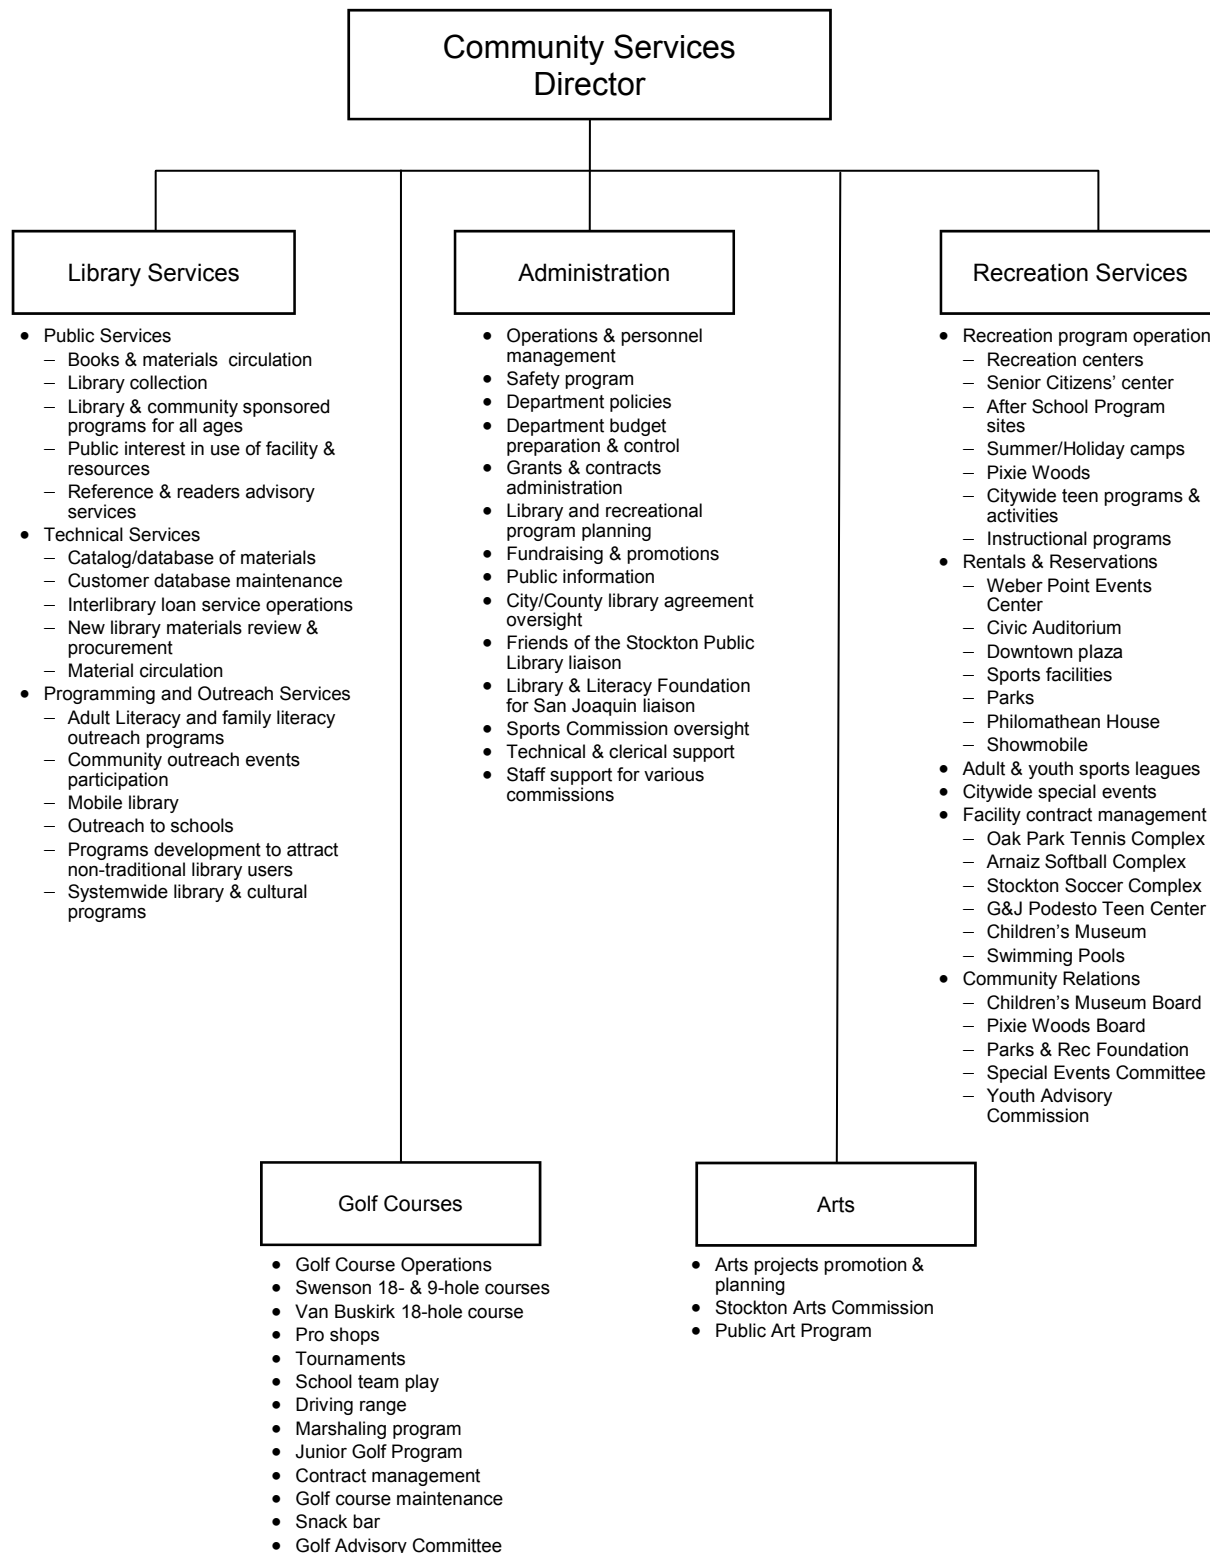 Community Services
Director
Library Services
• Public Services
– Books & materials circulation
– Library collection
– Library & community sponsored
programs for all ages
– Public interest in use of facility &
resources
– Reference & readers advisory
services
• Technical Services
– Catalog/database of materials
– Customer database maintenance
– Interlibrary loan service operations
– New library materials review &
procurement
– Material circulation
• Programming and Outreach Services
– Adult Literacy and family literacy
outreach programs
– Community outreach events
participation
– Mobile library
– Outreach to schools
– Programs development to attract
non-traditional library users
– Systemwide library & cultural
programs
Administration
• Operations & personnel
management
• Safety program
• Department policies
• Department budget
preparation & control
• Grants & contracts
administration
• Library and recreational
program planning
• Fundraising & promotions
• Public information
• City/County library agreement
oversight
• Friends of the Stockton Public
Library liaison
• Library & Literacy Foundation
for San Joaquin liaison
• Sports Commission oversight
• Technical & clerical support
• Staff support for various
commissions
Recreation Services
• Recreation program operation
– Recreation centers
– Senior Citizens’ center
– After School Program
sites
– Summer/Holiday camps
– Pixie Woods
– Citywide teen programs &
activities
– Instructional programs
• Rentals & Reservations
– Weber Point Events
Center
– Civic Auditorium
– Downtown plaza
– Sports facilities
– Parks
– Philomathean House
– Showmobile
• Adult & youth sports leagues
• Citywide special events
• Facility contract management
– Oak Park Tennis Complex
– Arnaiz Softball Complex
– Stockton Soccer Complex
– G&J Podesto Teen Center
– Children’s Museum
– Swimming Pools
• Community Relations
– Children’s Museum Board
– Pixie Woods Board
– Parks & Rec Foundation
– Special Events Committee
– Youth Advisory
Commission
Golf Courses
• Golf Course Operations
• Swenson 18- & 9-hole courses
• Van Buskirk 18-hole course
• Pro shops
• Tournaments
• School team play
• Driving range
• Marshaling program
• Junior Golf Program
• Contract management
• Golf course maintenance
• Snack bar
• Golf Advisory Committee
Arts
• Arts projects promotion &
planning
• Stockton Arts Commission
• Public Art Program